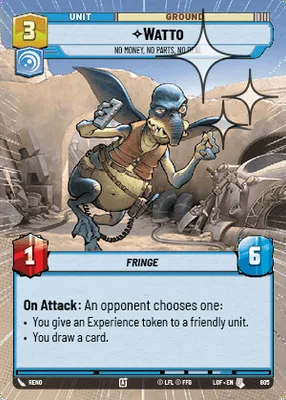 UNIT
GROUND
3
Watto
NO MONEY, NO PARTS, NO DEAL
1
6
FRINGE
On Attack: An opponent chooses one:
• You give an Experience token to a friendly unit.
• You draw a card.
RENO
© LFL © FFG
LOF • EN
805